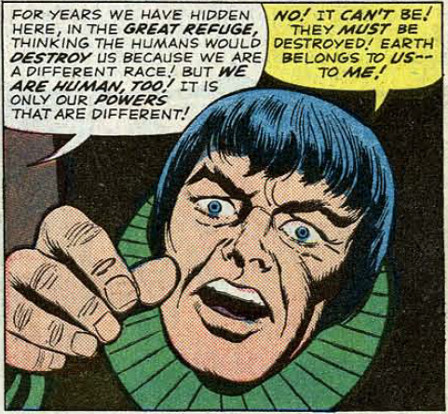 FOR YEARS WE HAVE HIDDEN
HERE, IN THE GREAT REFUGE,
THINKING THE HUMANS WOULD
DESTROY US BECAUSE WE ARE
A DIFFERENT RACE! BUT WE
ARE HUMAN, TOO! IT IS
ONLY OUR POWERS
THAT ARE DIFFERENT!
NO! IT CAN'T BE!
THEY MUST BE
DESTROYED! EARTH
BELONGS TO US--
TO ME!